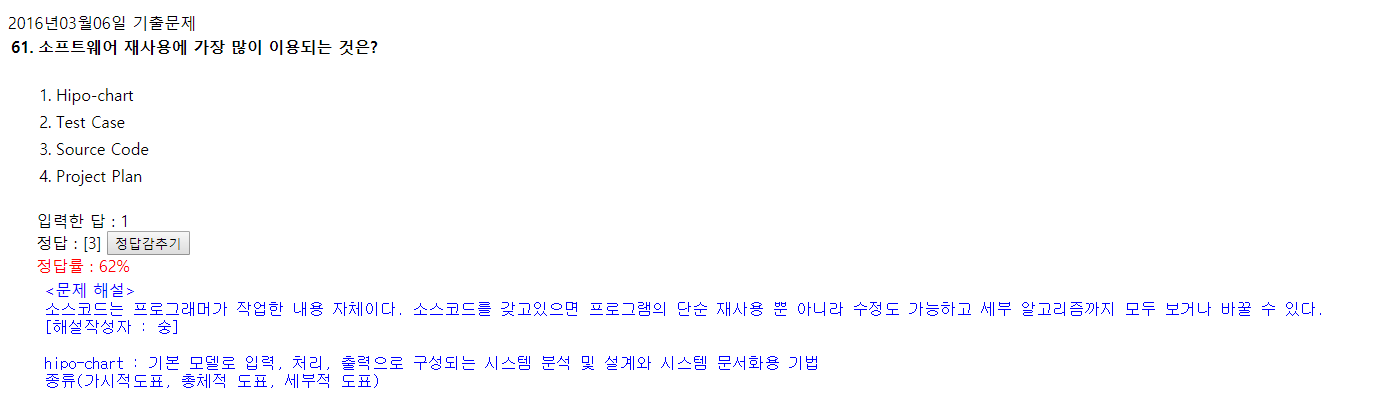 2016년03월06일 기출문제
61. 소프트웨어 재사용에 가장 많이 이용되는 것은?
1. Hipo-chart
2. Test Case
3. Source Code
4. Project Plan
입력한 답 : 1
정답 : [3] 정답감추기
정답률 : 62%
<문제 해설>
소스코드는 프로그래머가 작업한 내용 자체이다. 소스코드를 갖고있으면 프로그램의 단순 재사용 뿐 아니라 수정도 가능하고 세부 알고리즘까지 모두 보거나 바꿀 수 있다.
[해설작성자 : 숭]
hipo-chart : 기본 모델로 입력, 처리, 출력으로 구성되는 시스템 분석 및 설계와 시스템 문서화용 기법
종류(가시적도표, 총체적 도표, 세부적 도표)